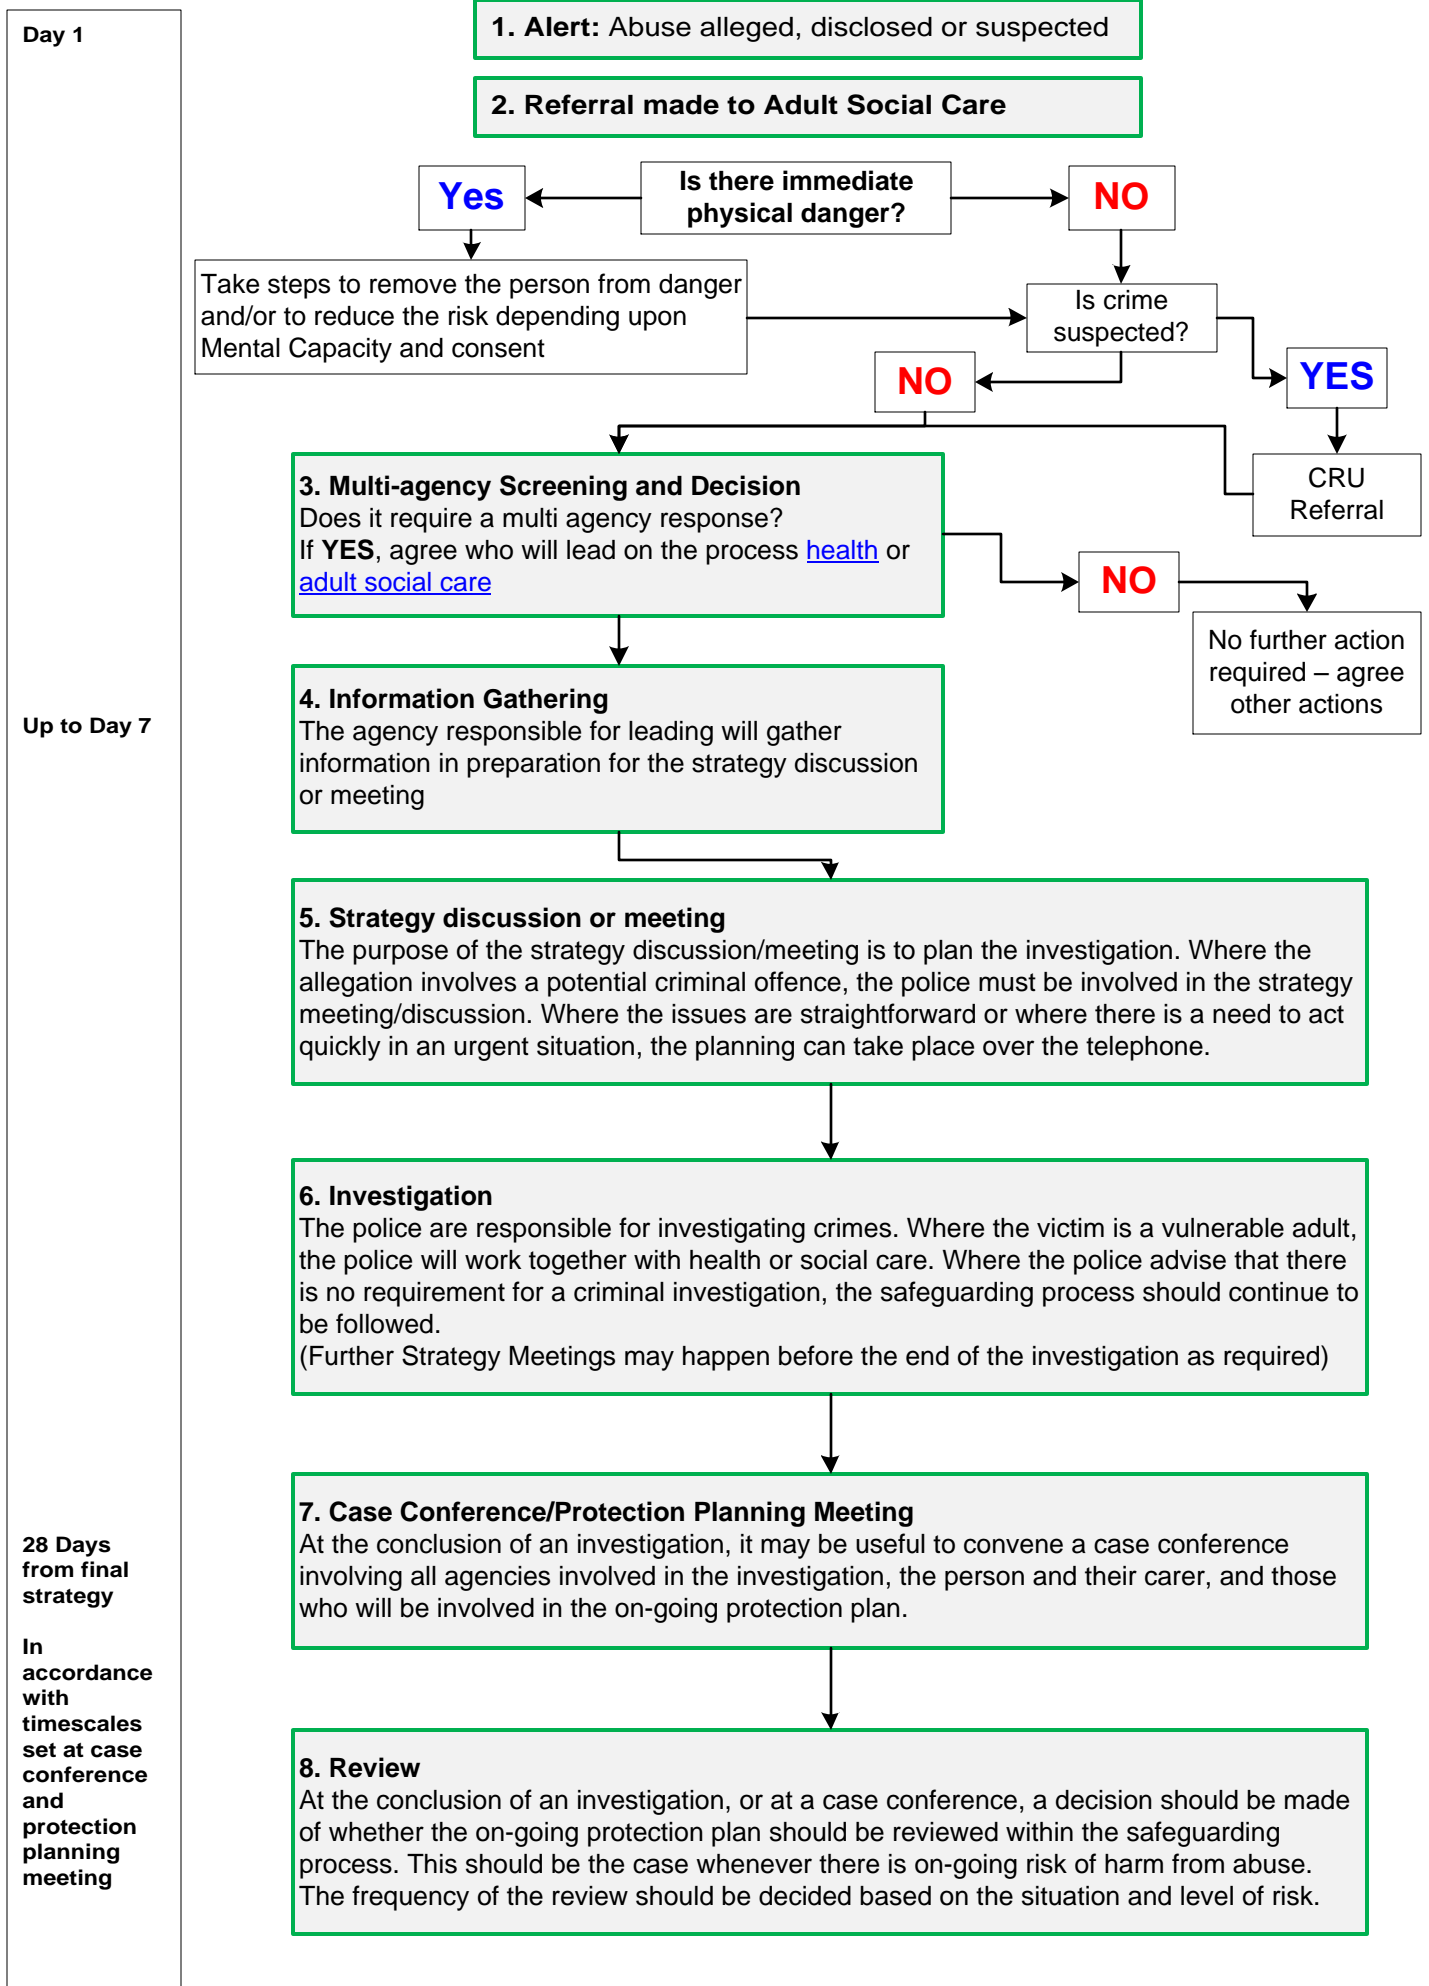 Day 1
1. Alert: Abuse alleged, disclosed or suspected
2. Referral made to Adult Social Care
Is there immediate
physical danger?
Yes
NO
Take steps to remove the person from danger
and/or to reduce the risk depending upon
Mental Capacity and consent
Is crime
suspected?
NO
YES
CRU
Referral
3. Multi-agency Screening and Decision
Does it require a multi agency response?
If YES, agree who will lead on the process health or
adult social care
NO
No further action
required – agree
other actions
Up to Day 7
4. Information Gathering
The agency responsible for leading will gather
information in preparation for the strategy discussion
or meeting
5. Strategy discussion or meeting
The purpose of the strategy discussion/meeting is to plan the investigation. Where the
allegation involves a potential criminal offence, the police must be involved in the strategy
meeting/discussion. Where the issues are straightforward or where there is a need to act
quickly in an urgent situation, the planning can take place over the telephone.
6. Investigation
The police are responsible for investigating crimes. Where the victim is a vulnerable adult,
the police will work together with health or social care. Where the police advise that there
is no requirement for a criminal investigation, the safeguarding process should continue to
be followed.
(Further Strategy Meetings may happen before the end of the investigation as required)
7. Case Conference/Protection Planning Meeting
At the conclusion of an investigation, it may be useful to convene a case conference
involving all agencies involved in the investigation, the person and their carer, and those
who will be involved in the on-going protection plan.
28 Days
from final
strategy
In
accordance
with
timescales
set at case
conference
and
protection
planning
meeting
8. Review
At the conclusion of an investigation, or at a case conference, a decision should be made
of whether the on-going protection plan should be reviewed within the safeguarding
process. This should be the case whenever there is on-going risk of harm from abuse.
The frequency of the review should be decided based on the situation and level of risk.